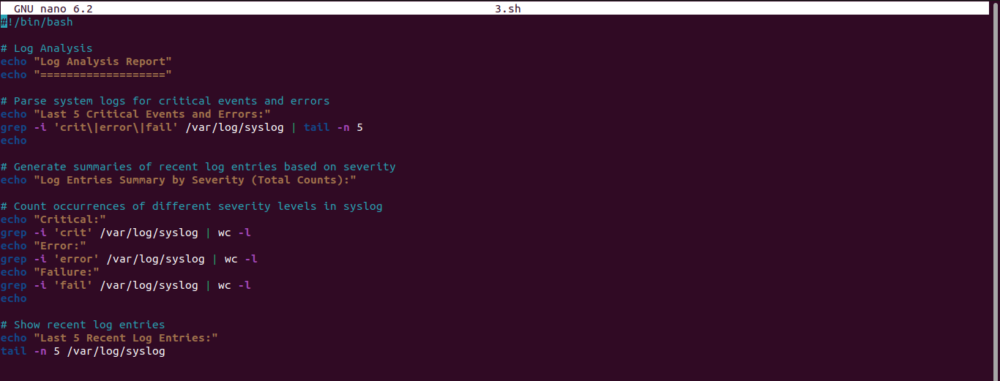 GNU nano 6.2 3.sh
#!/bin/bash
# Log Analysis
echo "Log Analysis Report"
echo "==================="
# Parse system logs for critical events and errors
echo "Last 5 Critical Events and Errors:"
grep -i 'crit\|error\|fail' /var/log/syslog | tail -n 5
echo
# Generate summaries of recent log entries based on severity
echo "Log Entries Summary by Severity (Total Counts):"
# Count occurrences of different severity levels in syslog
echo "Critical:"
grep -i 'crit' /var/log/syslog | wc -l
echo "Error:"
grep -i 'error' /var/log/syslog | wc -l
echo "Failure:"
grep -i 'fail' /var/log/syslog | wc -l
echo
# Show recent log entries
echo "Last 5 Recent Log Entries:"
tail -n 5 /var/log/syslog